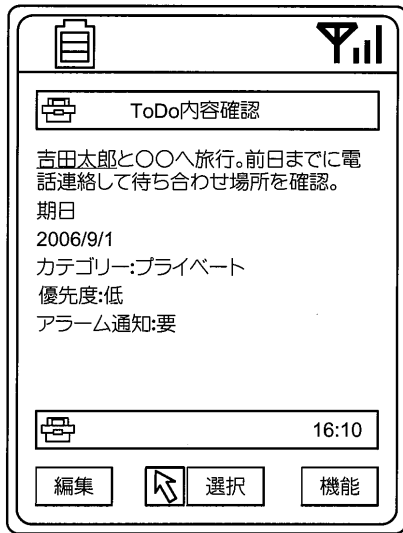 ToDo内容確認
吉田太郎と〇〇へ旅行。前日までに電
話連絡して待ち合わせ場所を確認。
期日
2006/9/1
カテゴリー:プライベート
優先度:低
アラーム通知:要
16:10
編集 選択 機能